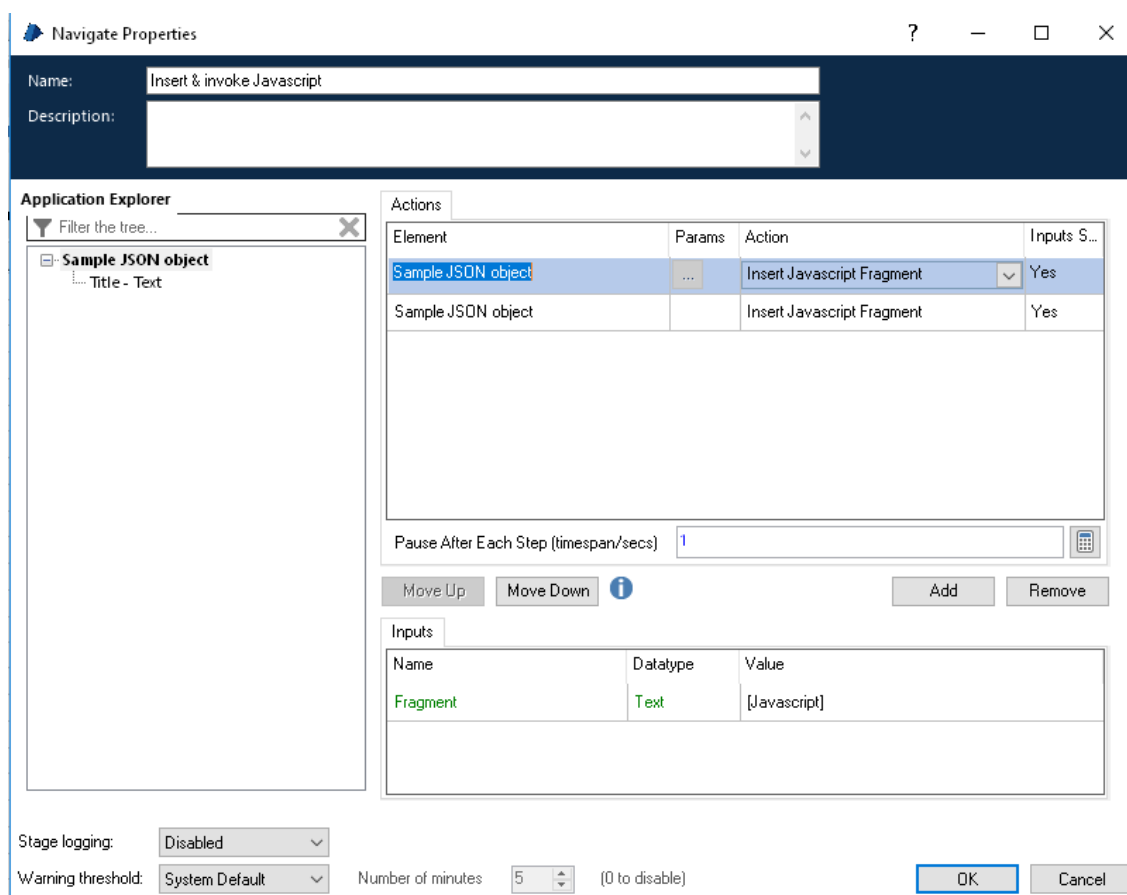 Navigate Properties
?
Name: Insert & invoke Javascript
Description:
Application Explorer
Filter the tree...
Sample JSON object
Title - Text
Actions
Element Params Action Inputs S...
Sample JSON object ... Insert Javascript Fragment Yes
Sample JSON object Insert Javascript Fragment Yes
Pause After Each Step (timespan/secs) 1
Move Up Move Down i Add Remove
Inputs
Name Datatype Value
Fragment Text [Javascript]
Stage logging: Disabled
Warning threshold: System Default Number of minutes 5 (0 to disable) OK Cancel